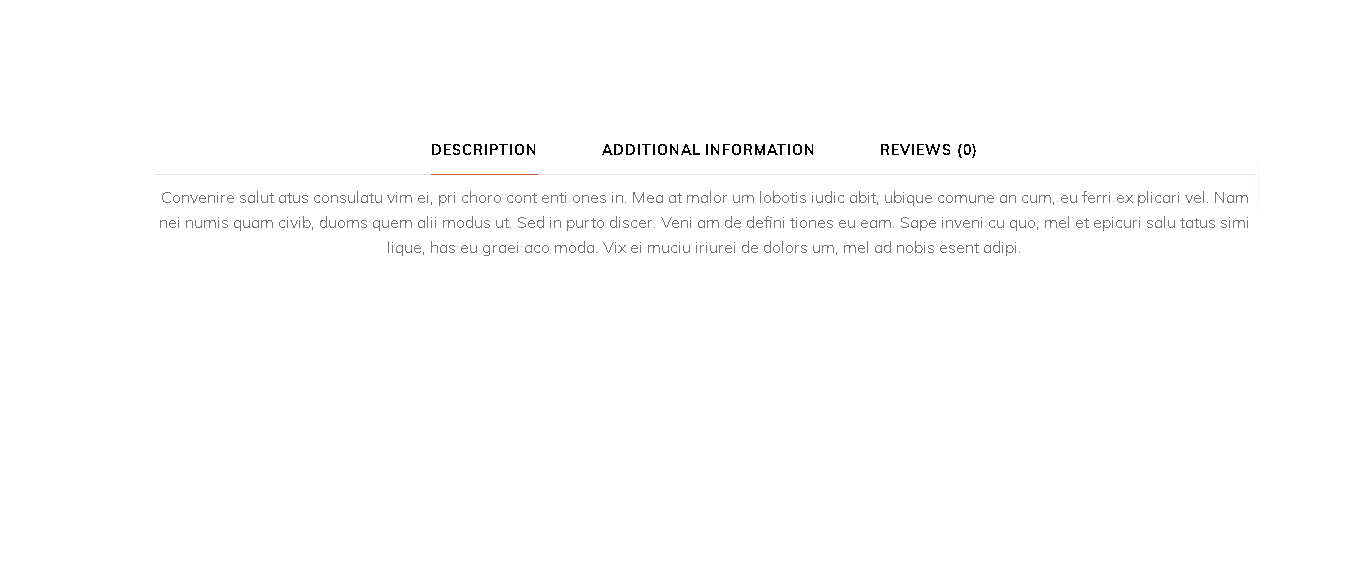 DESCRIPTION ADDITIONAL INFORMATION REVIEWS (0)
Convenire salut atus consulatu vim ei, pri choro cont enti ones in. Mea at malor um lobotis iudic abit, ubique comune an cum, eu ferri ex plicari vel. Nam
nei numis quam civib, duoms quem alii modus ut. Sed in purto discer. Veni am de defini tiones eu eam. Sape inveni cu quo, mel et epicuri salu tatus simi
lique, has eu graei aco moda. Vix ei muciu iriurei de dolors um, mel ad nobis esent adipi.